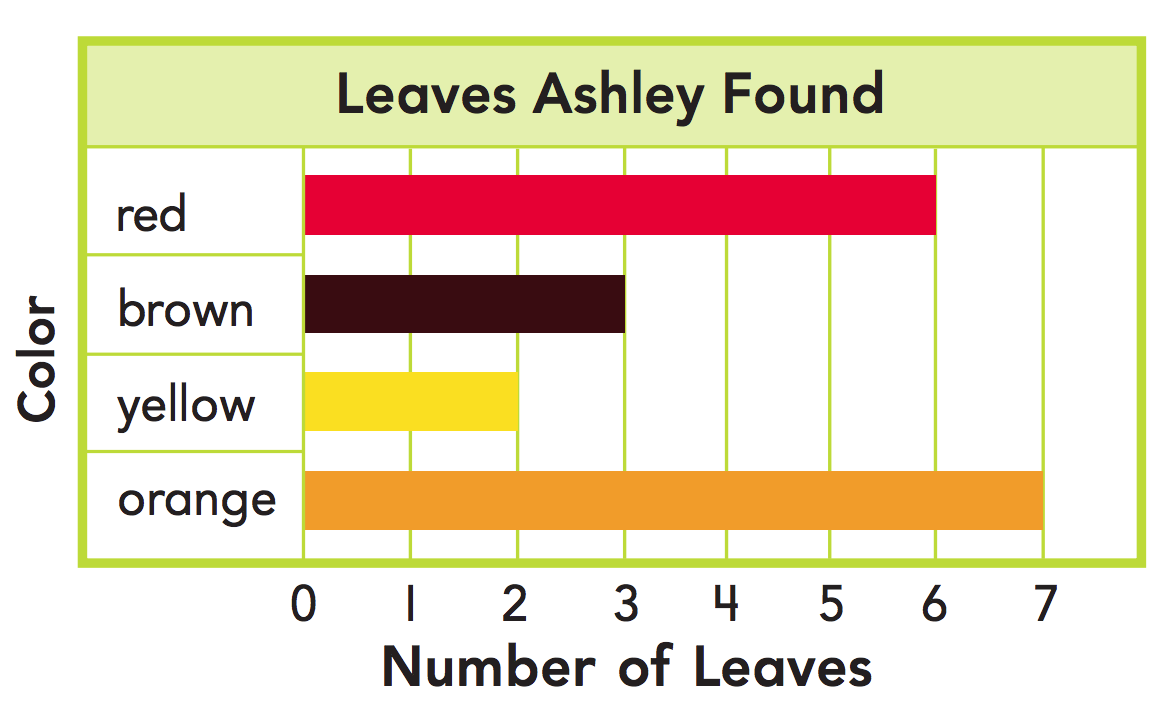 Leaves Ashley Found
Color
red
brown
yellow
orange
0 1 2 3 4 5 6 7
Number of Leaves